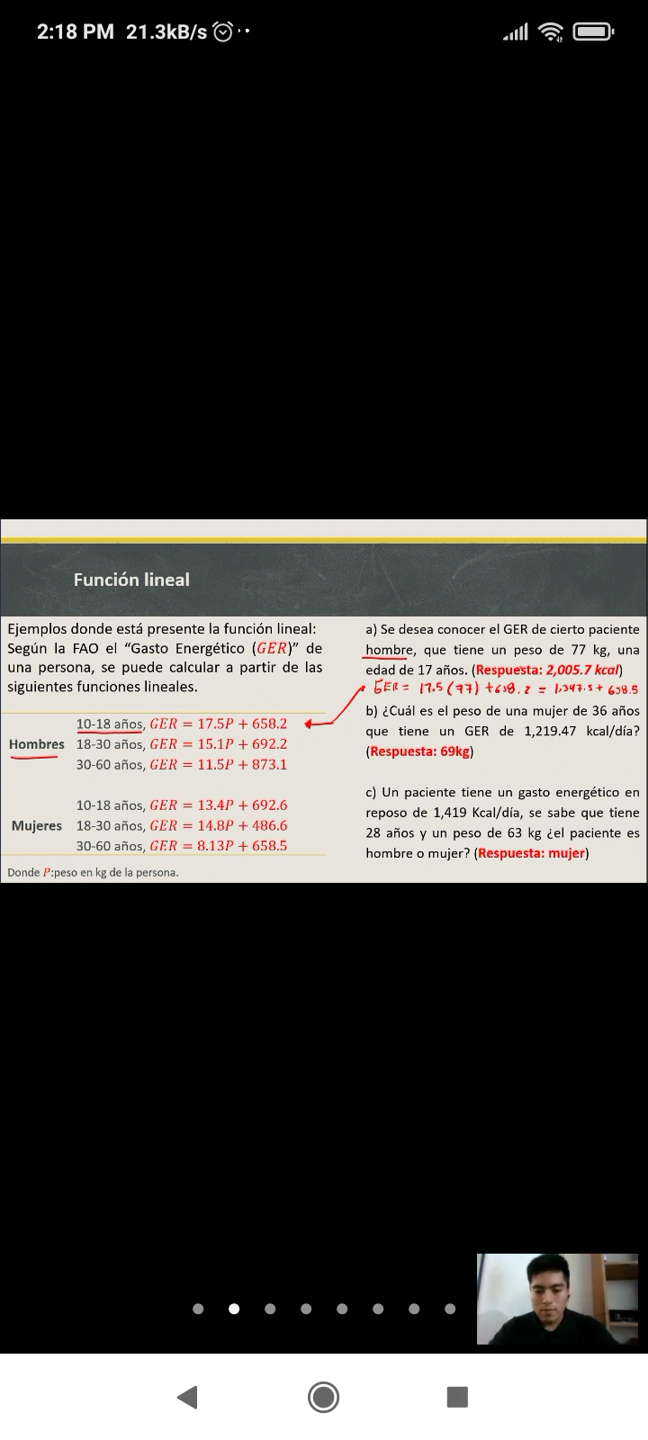 2:18 PM 21.3kB/s
Función lineal
Ejemplos donde está presente la función lineal:
Según la FAO el “Gasto Energético (GER)” de
una persona, se puede calcular a partir de las
siguientes funciones lineales.
Hombres
10-18 años, GER = 17.5P + 658.2
18-30 años, GER = 15.1P + 692.2
30-60 años, GER = 11.5P + 873.1
Mujeres
10-18 años, GER = 13.4P + 692.6
18-30 años, GER = 14.8P + 486.6
30-60 años, GER = 8.13P + 658.5
Donde P:peso en kg de la persona.
a) Se desea conocer el GER de cierto paciente
hombre, que tiene un peso de 77 kg, una
edad de 17 años. (Respuesta: 2,005.7 kcal)
GER = 17.5 (77) + 658.2 = 1,347.5 + 658.5
b) ¿Cuál es el peso de una mujer de 36 años
que tiene un GER de 1,219.47 kcal/día?
(Respuesta: 69kg)
c) Un paciente tiene un gasto energético en
reposo de 1,419 Kcal/día, se sabe que tiene
28 años y un peso de 63 kg ¿el paciente es
hombre o mujer? (Respuesta: mujer)